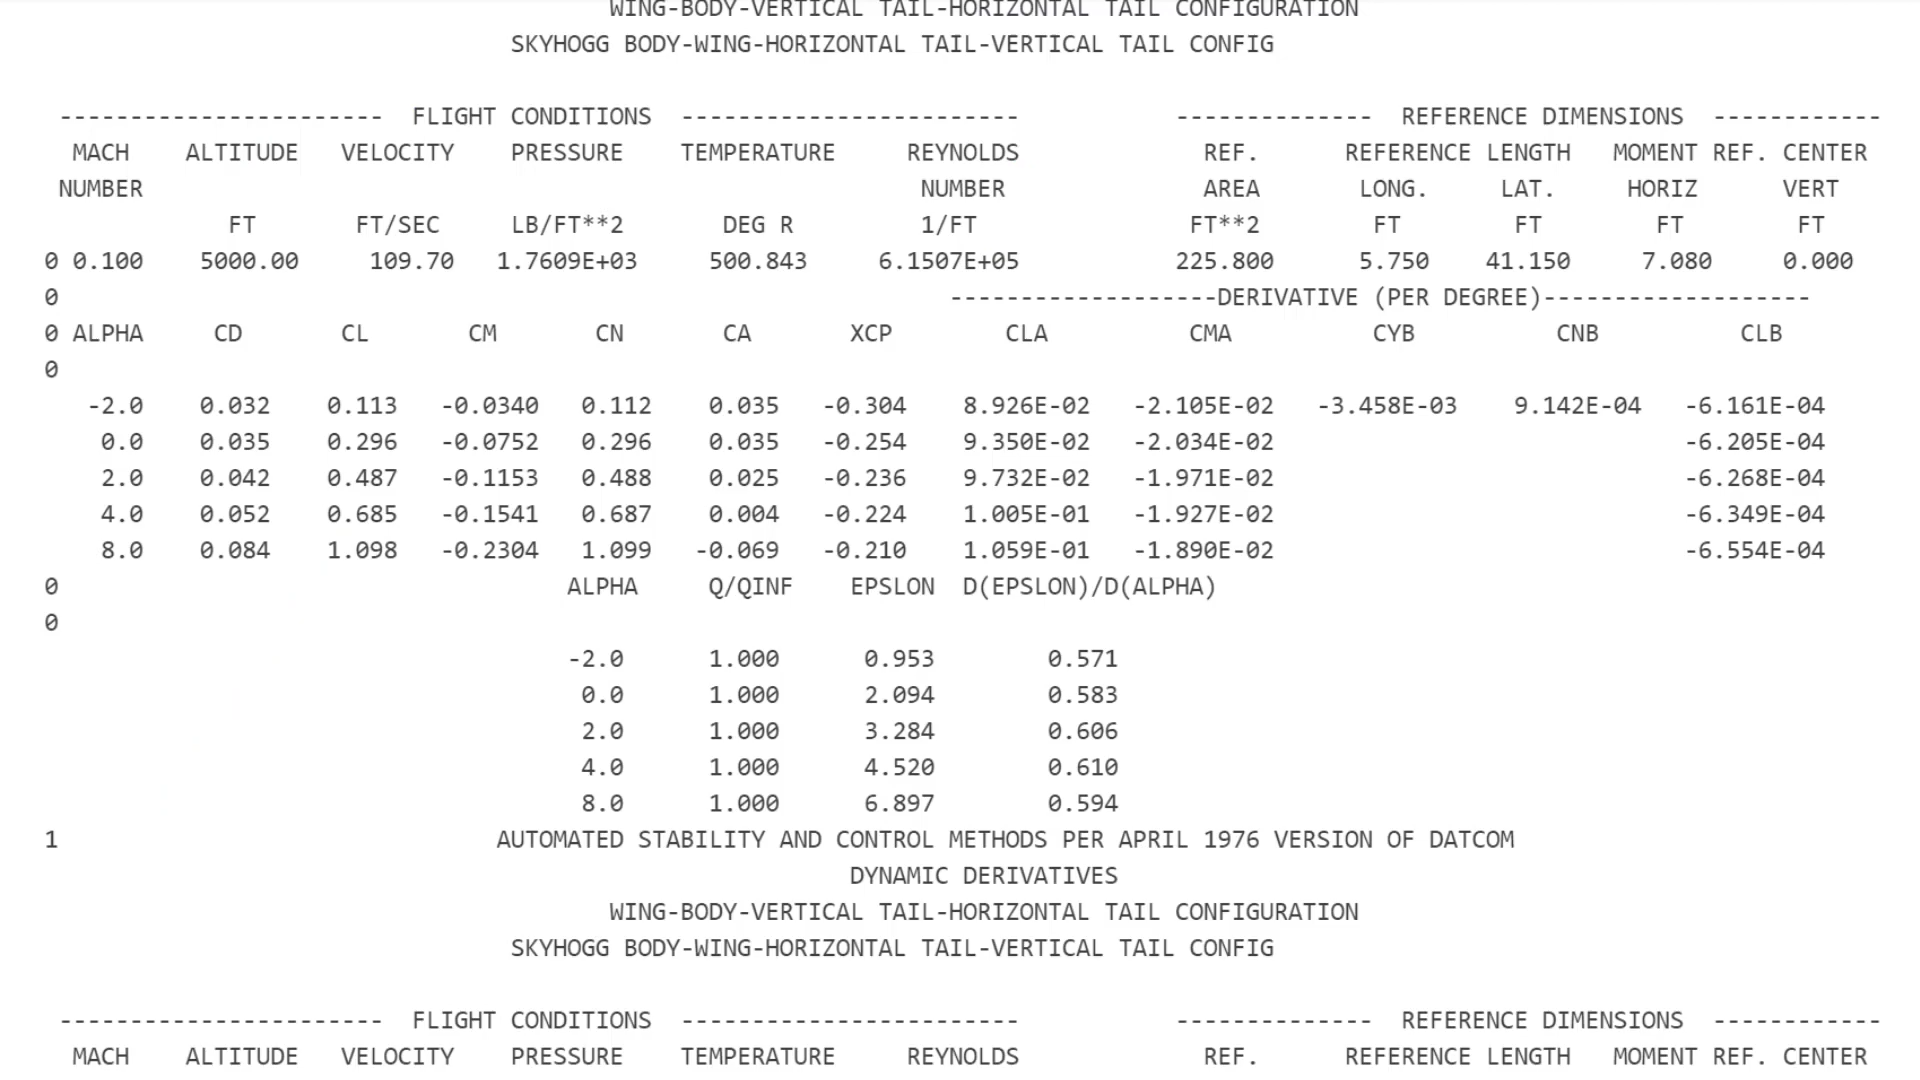 WING-BODY-VERTICAL TAIL-HORIZONTAL TAIL CONFIGURATION
SKYHOGG BODY-WING-HORIZONTAL TAIL-VERTICAL TAIL CONFIG
----------------------- FLIGHT CONDITIONS ------------------------ -------------- REFERENCE DIMENSIONS ------------
MACH ALTITUDE VELOCITY PRESSURE TEMPERATURE REYNOLDS REF. REFERENCE LENGTH MOMENT REF. CENTER
NUMBER NUMBER AREA LONG. LAT. HORIZ VERT
FT FT/SEC LB/FT**2 DEG R 1/FT FT**2 FT FT FT FT
0 0.100 5000.00 109.70 1.7609E+03 500.843 6.1507E+05 225.800 5.750 41.150 7.080 0.000
0 -------------------DERIVATIVE (PER DEGREE)-------------------
0 ALPHA CD CL CM CN CA XCP CLA CMA CYB CNB CLB
0
-2.0 0.032 0.113 -0.0340 0.112 0.035 -0.304 8.926E-02 -2.105E-02 -3.458E-03 9.142E-04 -6.161E-04
0.0 0.035 0.296 -0.0752 0.296 0.035 -0.254 9.350E-02 -2.034E-02 -6.205E-04
2.0 0.042 0.487 -0.1153 0.488 0.025 -0.236 9.732E-02 -1.971E-02 -6.268E-04
4.0 0.052 0.685 -0.1541 0.687 0.004 -0.224 1.005E-01 -1.927E-02 -6.349E-04
8.0 0.084 1.098 -0.2304 1.099 -0.069 -0.210 1.059E-01 -1.890E-02 -6.554E-04
0 ALPHA Q/QINF EPSLON D(EPSLON)/D(ALPHA)
0
-2.0 1.000 0.953 0.571
0.0 1.000 2.094 0.583
2.0 1.000 3.284 0.606
4.0 1.000 4.520 0.610
8.0 1.000 6.897 0.594
1 AUTOMATED STABILITY AND CONTROL METHODS PER APRIL 1976 VERSION OF DATCOM
DYNAMIC DERIVATIVES
WING-BODY-VERTICAL TAIL-HORIZONTAL TAIL CONFIGURATION
SKYHOGG BODY-WING-HORIZONTAL TAIL-VERTICAL TAIL CONFIG
----------------------- FLIGHT CONDITIONS ------------------------ -------------- REFERENCE DIMENSIONS ------------
MACH ALTITUDE VELOCITY PRESSURE TEMPERATURE REYNOLDS REF. REFERENCE LENGTH MOMENT REF. CENTER